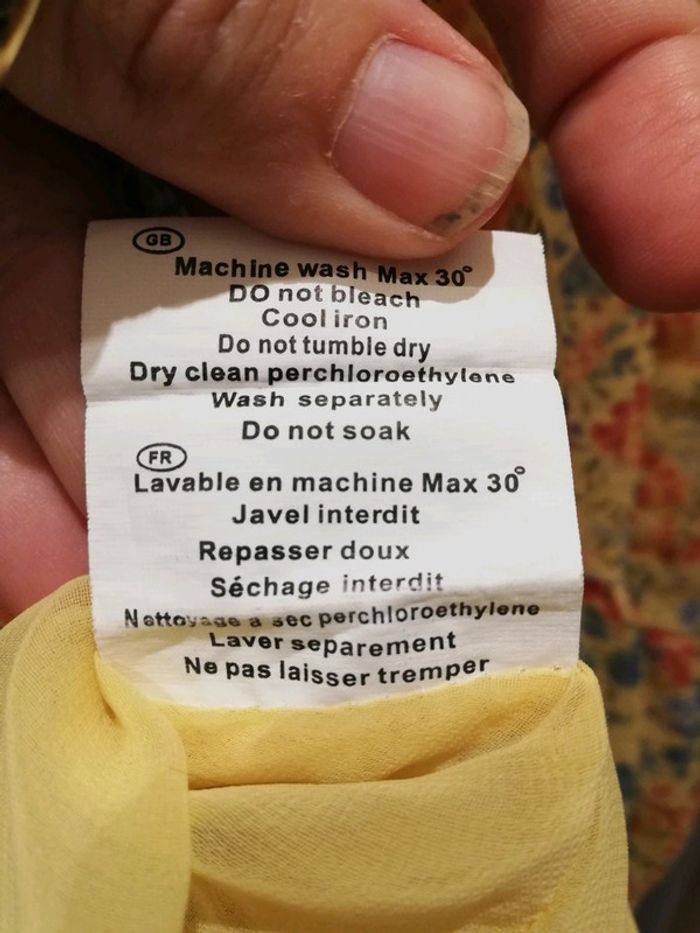 GB
Machine wash Max 30°
DO not bleach
Cool iron
Do not tumble dry
Dry clean perchloroethylene
Wash separately
Do not soak
FR
Lavable en machine Max 30°
Javel interdit
Repasser doux
Séchage interdit
Nettoyage a sec perchloroethylene
Laver separement
Ne pas laisser tremper